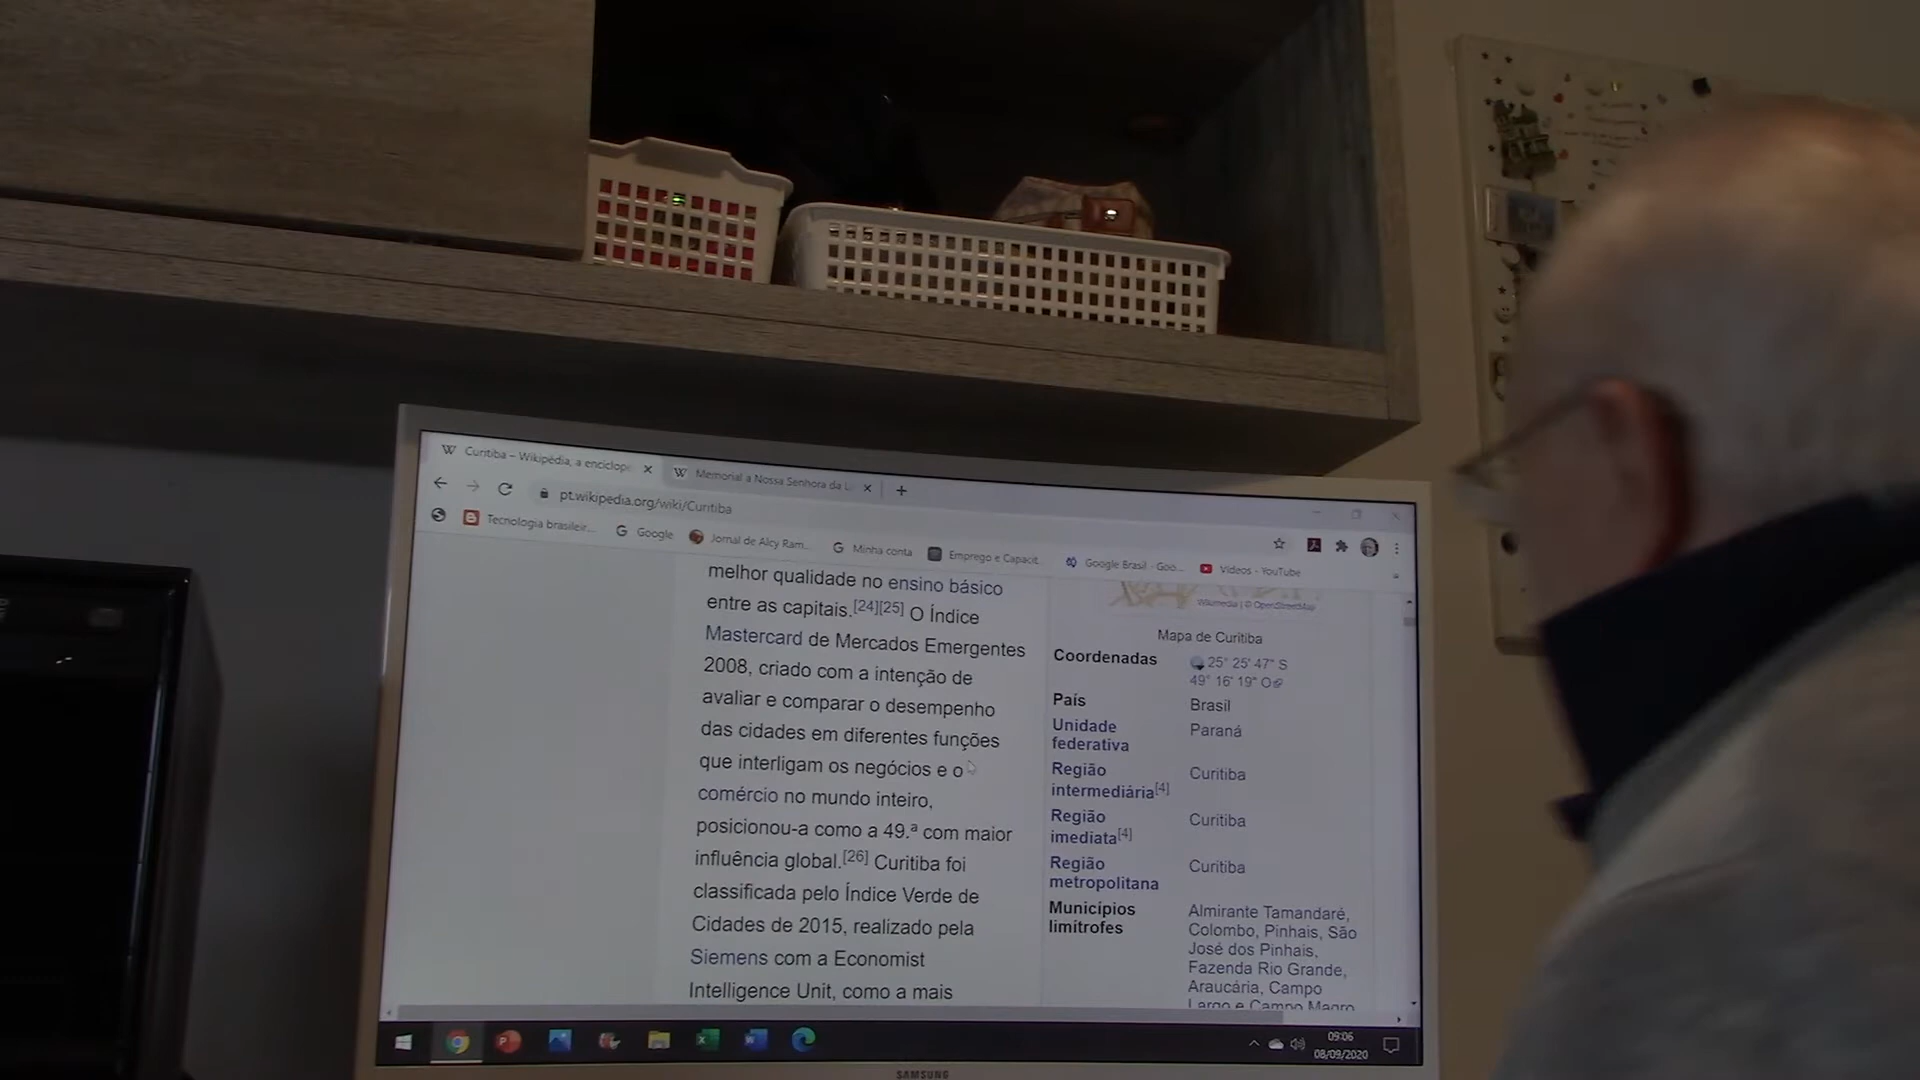 Curitiba – Wikipédia, a enciclop
Memorial a Nossa Senhora da L
pt.wikipedia.org/wiki/Curitiba
Tecnologia brasileir...
Google
Jornal de Alcy Ram...
Minha conta
Emprego e Capacit...
Google Brasil - Goo...
Vídeos - YouTube
melhor qualidade no ensino básico
entre as capitais.[24][25] O Índice
Mastercard de Mercados Emergentes
2008, criado com a intenção de
avaliar e comparar o desempenho
das cidades em diferentes funções
que interligam os negócios e o
comércio no mundo inteiro,
posicionou-a como a 49.ª com maior
influência global.[26] Curitiba foi
classificada pelo Índice Verde de
Cidades de 2015, realizado pela
Siemens com a Economist
Intelligence Unit, como a mais
Wikimedia | © OpenStreetMap
Mapa de Curitiba
Coordenadas 25° 25' 47" S
49° 16' 19" O
País Brasil
Unidade Paraná
federativa
Região Curitiba
intermediária[4]
Região Curitiba
imediata[4]
Região Curitiba
metropolitana
Municípios Almirante Tamandaré,
limítrofes Colombo, Pinhais, São
José dos Pinhais,
Fazenda Rio Grande,
Araucária, Campo
Largo e Campo Magro
09:06
08/09/2020
SAMSUNG